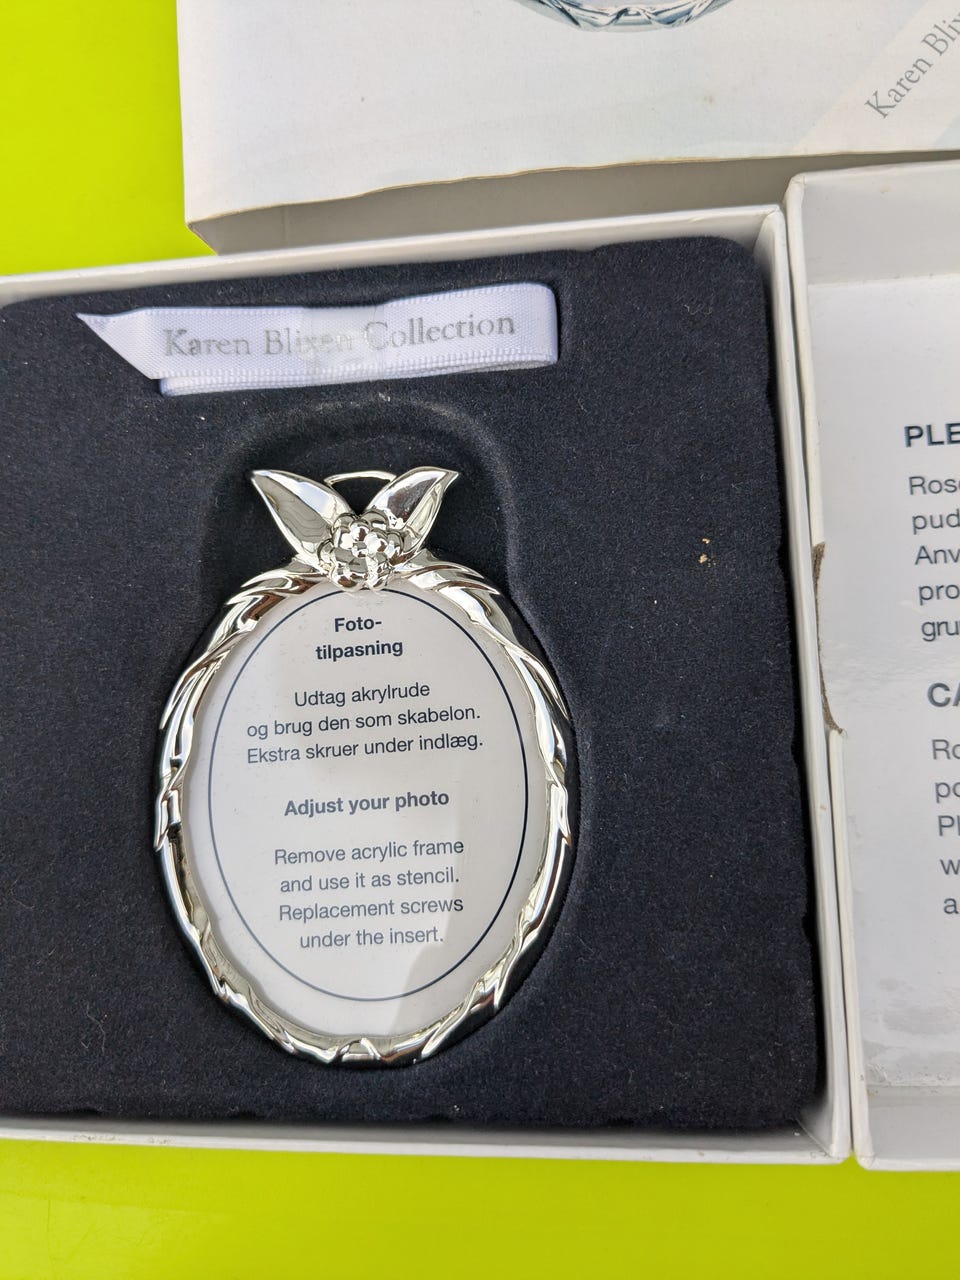 Karen Blix
Karen Blixen Collection
Foto-
tilpasning
Udtag akrylrude
og brug den som skabelon.
Ekstra skruer under indlæg.
Adjust your photo
Remove acrylic frame
and use it as stencil.
Replacement screws
under the insert.
PLE
Rose
pud
Anv
pro
grun
CA
Ro
po
Pl
w
a